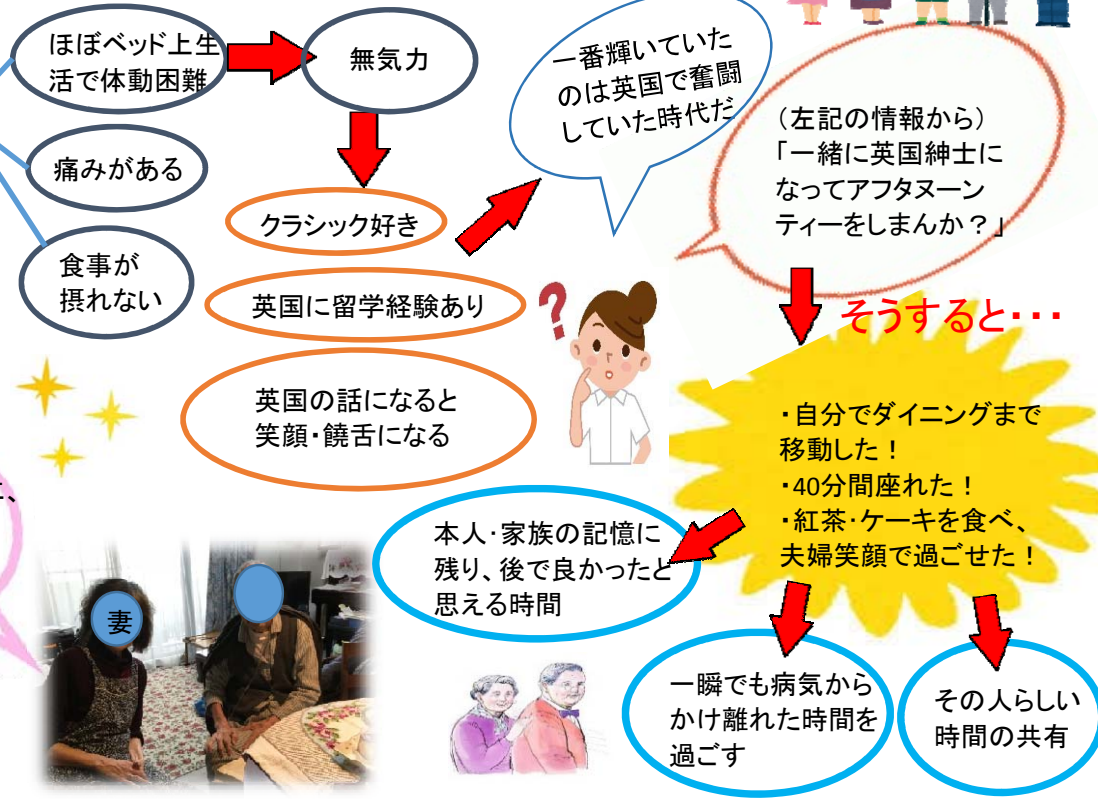 ほぼベッド上生
活で体動困難
無気力
痛みがある
食事が
摂れない
クラシック好き
英国に留学経験あり
英国の話になると
笑顔・饒舌になる
一番輝いていた
のは英国で奮闘
していた時代だ
?
（左記の情報から）
「一緒に英国紳士に
なってアフタヌーン
ティーをしまんか？」
そうすると・・・
・自分でダイニングまで
移動した！
・40分間座れた！
・紅茶・ケーキを食べ、
夫婦笑顔で過ごせた！
本人・家族の記憶に
残り、後で良かったと
思える時間
一瞬でも病気から
かけ離れた時間を
過ごす
その人らしい
時間の共有
妻